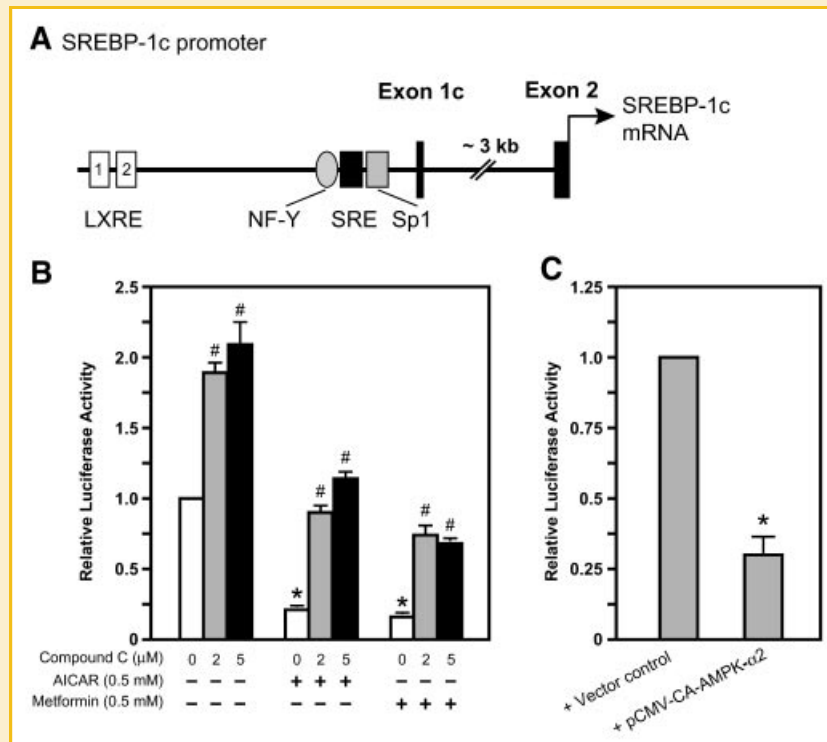 A SREBP-1c promoter
Exon 1c
Exon 2
SREBP-1c
mRNA
~ 3 kb
1 2
LXRE
NF-Y
SRE
Sp1
B
Relative Luciferase Activity
2.5
2.0
1.5
1.0
0.5
0
# #
* # #
* # #
Compound C (μM) 0 2 5 0 2 5 0 2 5
AICAR (0.5 mM) – – – + + + – – –
Metformin (0.5 mM) – – – – – – + + +
C
Relative Luciferase Activity
1.25
1.0
0.75
0.5
0.25
0
*
+ Vector control
+ pCMV-CA-AMPK-α2